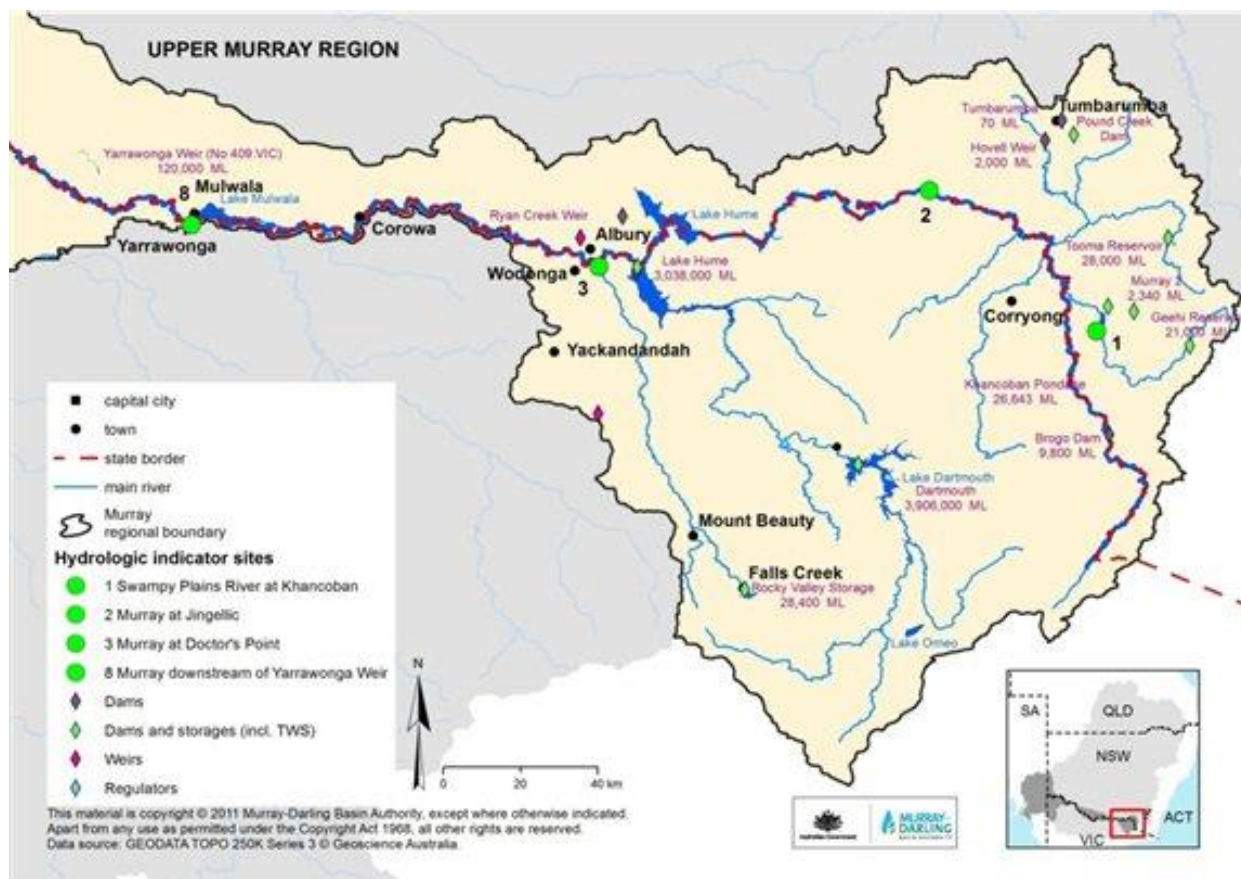 UPPER MURRAY REGION
Tumbarumba
70 ML
Tumbarumba
Pound Creek
Dam
Hovell Weir
2,000 ML
Yarrawonga Weir (No 409.VIC)
120,000 ML
8
Mulwala
Lake Mulwala
Yarrawonga
Corowa
Ryan Creek Weir
Albury
Wodonga
3
Lake Hume
Lake Hume
3,038,000 ML
2
Tooma Reservoir
28,000 ML
Murray 2
2,340 ML
Geehi Reserv
21,000 ML
Corryong
1
Yackandandah
Khancoban Pondage
26,643 ML
Brogo Dam
9,800 ML
Lake Dartmouth
Dartmouth
3,906,000 ML
Mount Beauty
Falls Creek
Rocky Valley Storage
28,400 ML
Lake Omeo
capital city
town
state border
main river
Murray
regional boundary
Hydrologic indicator sites
1 Swampy Plains River at Khancoban
2 Murray at Jingellic
3 Murray at Doctor's Point
8 Murray downstream of Yarrawonga Weir
Dams
Dams and storages (incl. TWS)
Weirs
Regulators
N
0 20 40 km
This material is copyright © 2011 Murray-Darling Basin Authority, except where otherwise indicated.
Apart from any use as permitted under the Copyright Act 1968, all other rights are reserved.
Data source: GEODATA TOPO 250K Series 3 © Geoscience Australia
Australian Government
MURRAY-
DARLING
SA
QLD
NSW
ACT
VIC